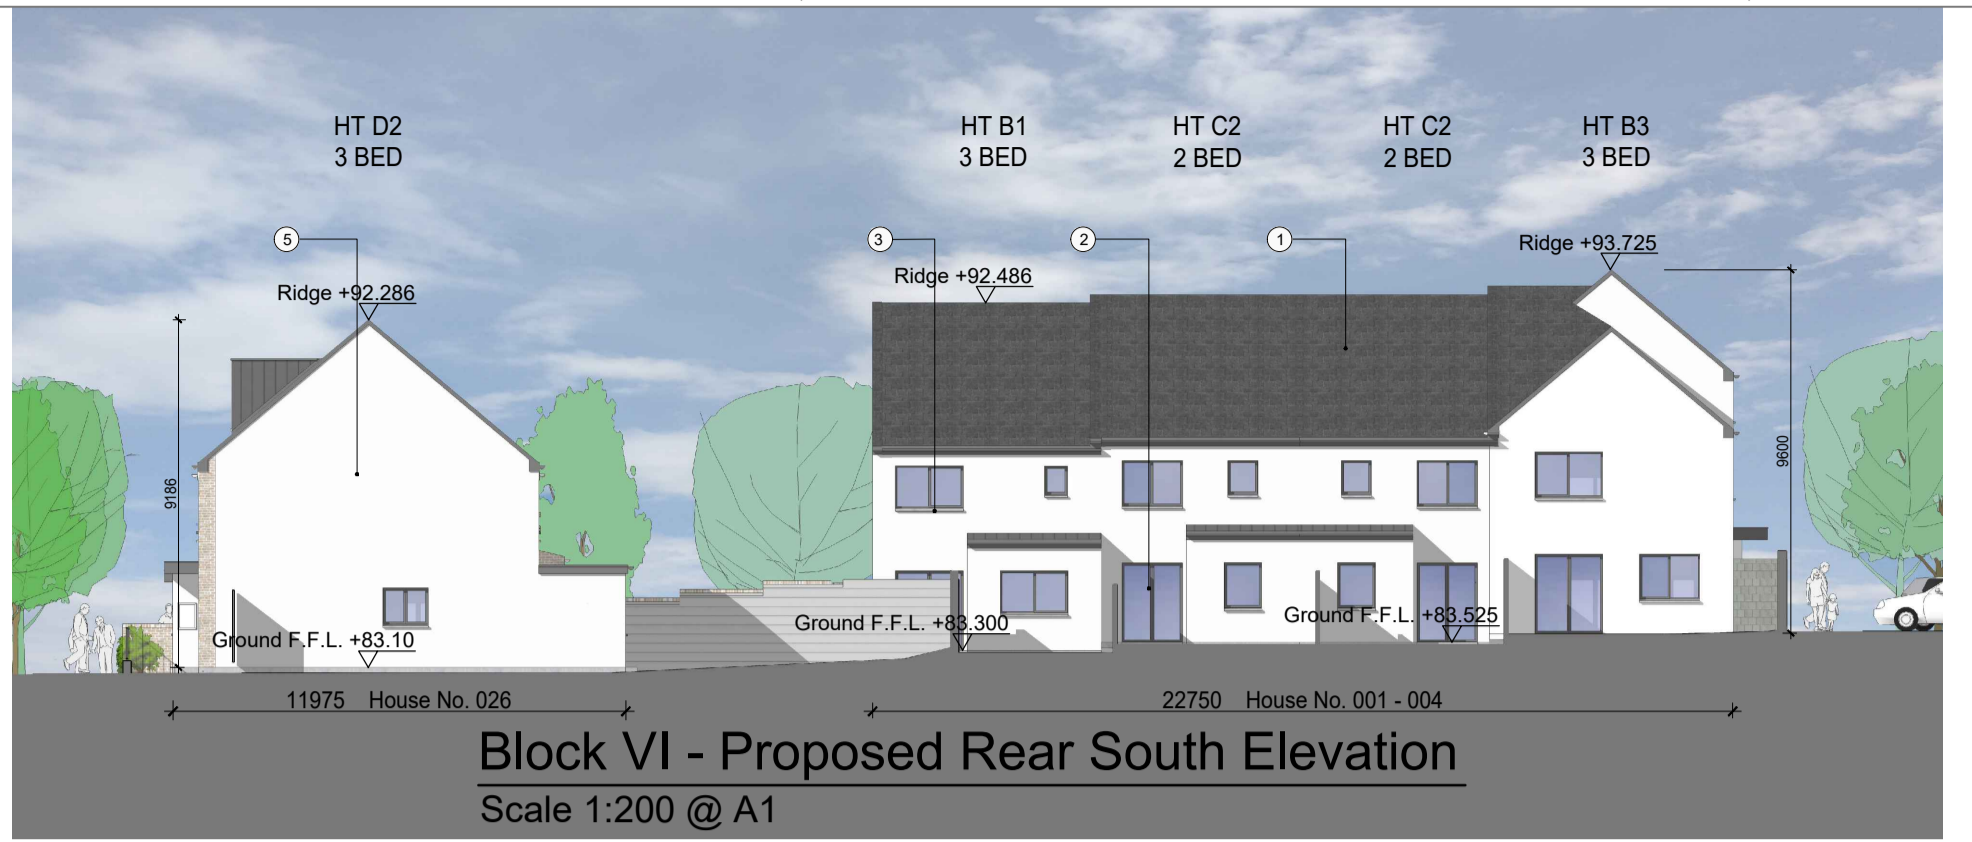 HT D2
3 BED
HT B1
3 BED
HT C2
2 BED
HT C2
2 BED
HT B3
3 BED
5
3
2
1
Ridge +92.286
Ridge +92.486
Ridge +93.725
9186
9600
Ground F.F.L. +83.10
Ground F.F.L. +83.300
Ground F.F.L. +83.525
11975 House No. 026
22750 House No. 001 - 004
Block VI - Proposed Rear South Elevation
Scale 1:200 @ A1